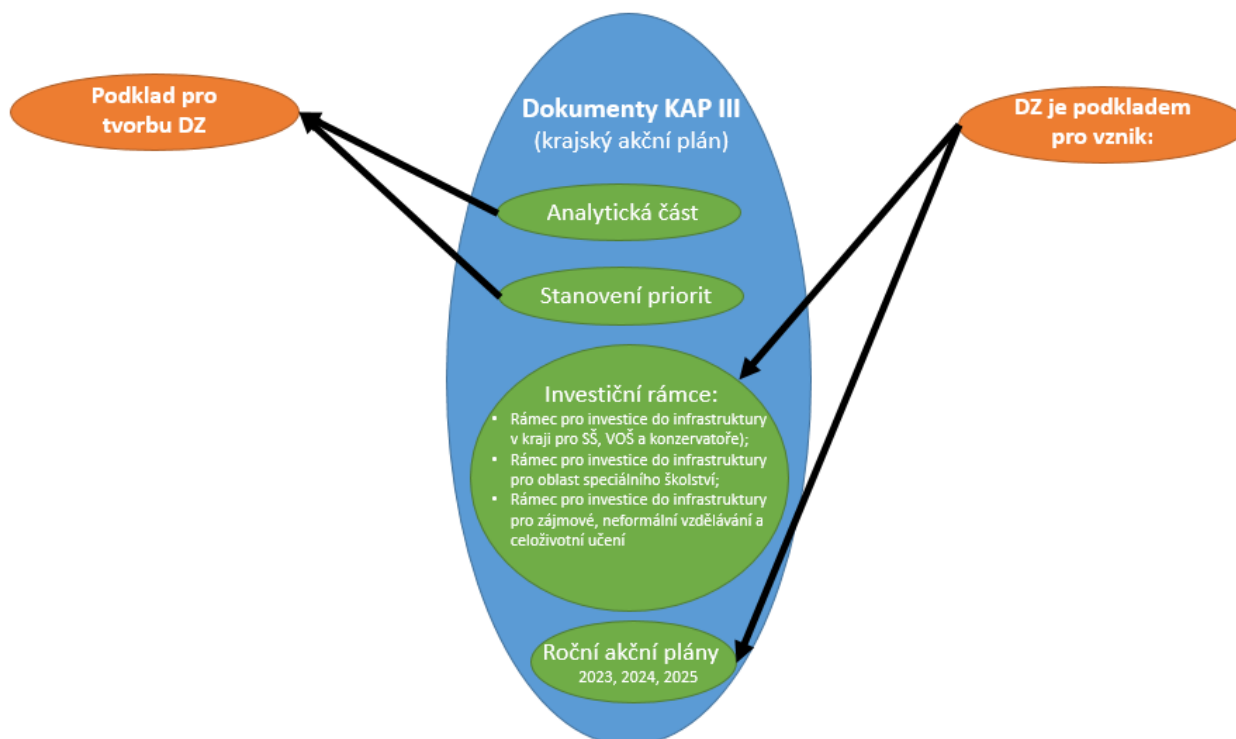 Podklad pro
tvorbu DZ
Dokumenty KAP III
(krajský akční plán)
DZ je podkladem
pro vznik:
Analytická část
Stanovení priorit
Investiční rámce:
▪ Rámec pro investice do infrastruktury
v kraji pro SŠ, VOŠ a konzervatoře);
▪ Rámec pro investice do infrastruktury
pro oblast speciálního školství;
▪ Rámec pro investice do infrastruktury
pro zájmové, neformální vzdělávání a
celoživotní učení
Roční akční plány
2023, 2024, 2025